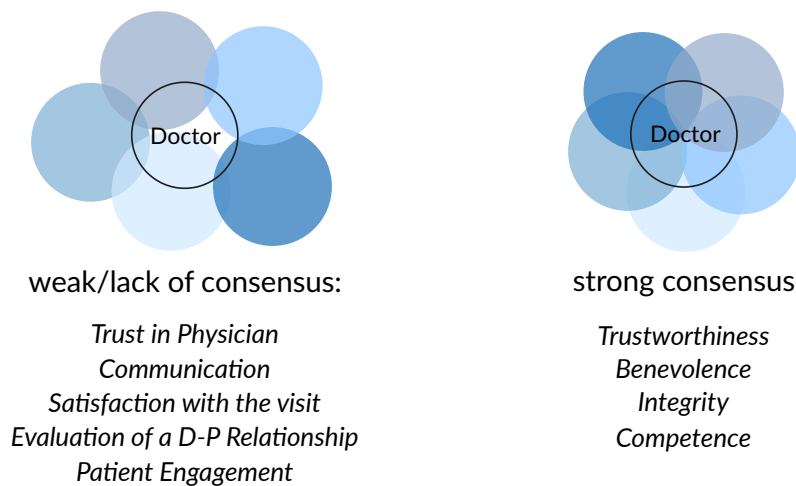 Doctor
weak/lack of consensus:
Trust in Physician
Communication
Satisfaction with the visit
Evaluation of a D-P Relationship
Patient Engagement
Doctor
strong consensus
Trustworthiness
Benevolence
Integrity
Competence